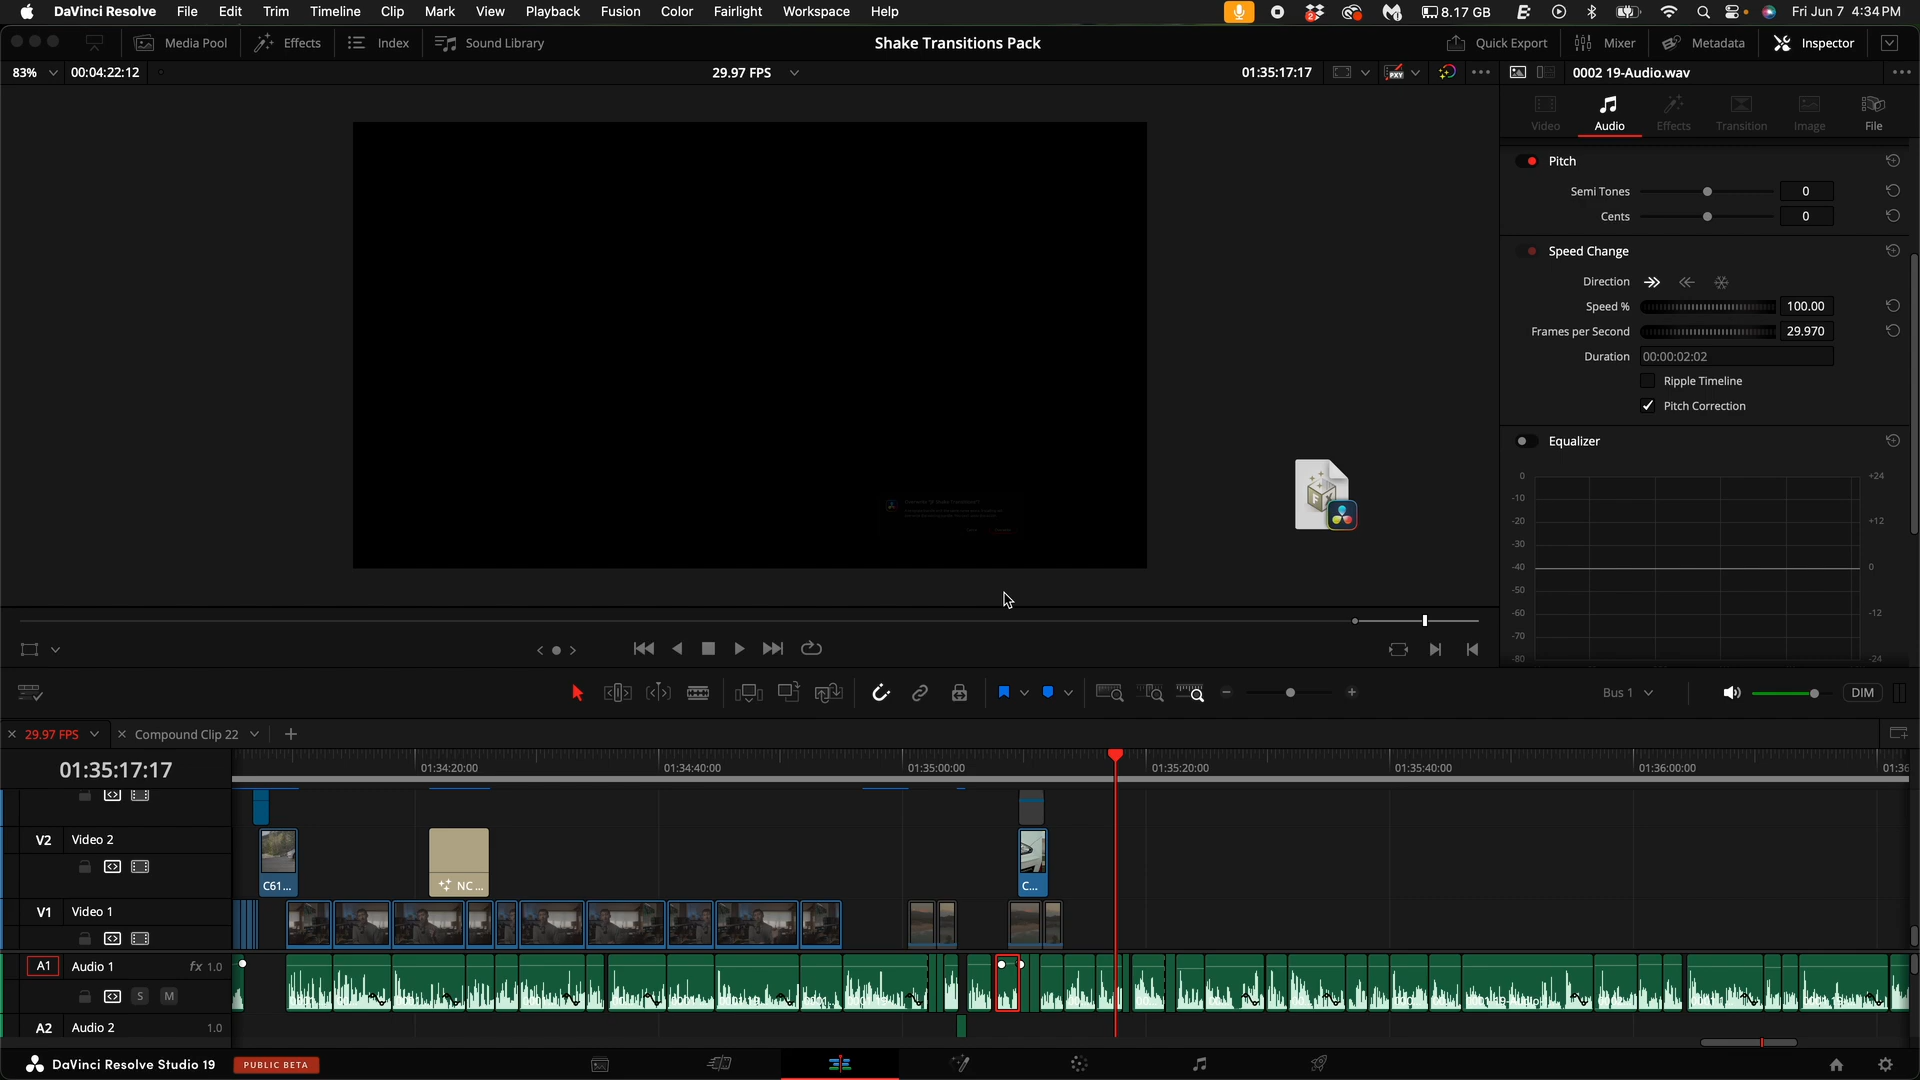 DaVinci Resolve File Edit Trim Timeline Clip Mark View Playback Fusion Color Fairlight Workspace Help 2 8.17 GB Fri Jun 7 4:34 PM
Media Pool Effects Index Sound Library Shake Transitions Pack Quick Export Mixer Metadata Inspector
83% 00:04:22:12 29.97 FPS 01:35:17:17 PXY 0002 19-Audio.wav
Video Audio Effects Transition Image File
Pitch
Semi Tones 0
Cents 0
Speed Change
Direction
Speed % 100.00
Frames per Second 29.970
Duration 00:00:02:02
Ripple Timeline
Pitch Correction
Equalizer
0 +24
-10
-20 +12
-30
-40 0
-50
-60 -12
-70
-80 -24
Bus 1 DIM
29.97 FPS Compound Clip 22
01:35:17:17 01:34:20:00 01:34:40:00 01:35:00:00 01:35:20:00 01:35:40:00 01:36:00:00 01:36
V2 Video 2
C61... NC ... C...
V1 Video 1
A1 Audio 1 fx 1.0
S M
A2 Audio 2 1.0
DaVinci Resolve Studio 19 PUBLIC BETA